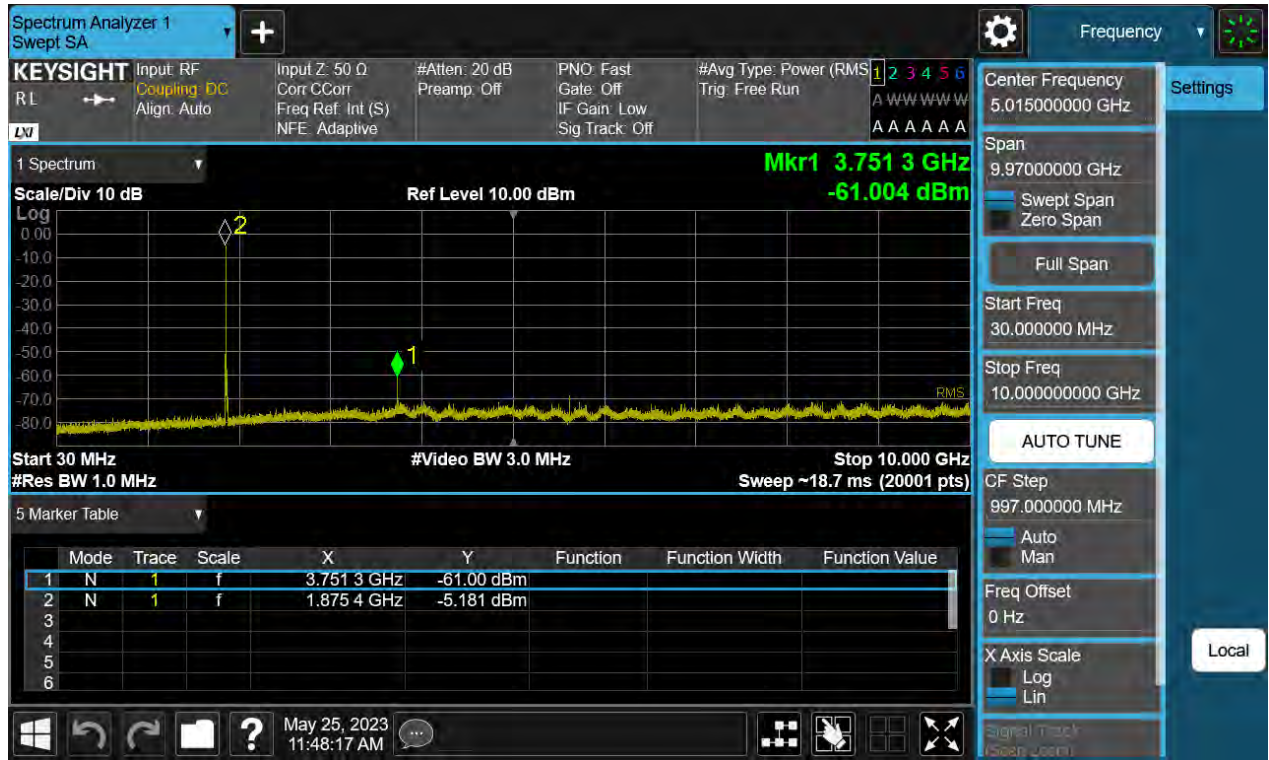 Spectrum Analyzer 1
Swept SA
Frequency
KEYSIGHT
RL
LXI
Input: RF
Coupling: DC
Align: Auto
Input Z: 50 Ω
Corr CCorr
Freq Ref: Int (S)
NFE: Adaptive
#Atten: 20 dB
Preamp: Off
PNO: Fast
Gate: Off
IF Gain: Low
Sig Track: Off
#Avg Type: Power (RMS
Trig: Free Run
1 2 3 4 5 6
A W W W W W
A A A A A A
1 Spectrum
Mkr1 3.751 3 GHz
-61.004 dBm
Scale/Div 10 dB
Ref Level 10.00 dBm
Log
0.00
-10.0
-20.0
-30.0
-40.0
-50.0
-60.0
-70.0
-80.0
2
1
RMS
Start 30 MHz
#Video BW 3.0 MHz
Stop 10.000 GHz
#Res BW 1.0 MHz
Sweep ~18.7 ms (20001 pts)
5 Marker Table
Mode Trace Scale X Y Function Function Width Function Value
1 N 1 f 3.751 3 GHz -61.00 dBm
2 N 1 f 1.875 4 GHz -5.181 dBm
3
4
5
6
May 25, 2023
11:48:17 AM
Center Frequency
5.015000000 GHz
Settings
Span
9.97000000 GHz
Swept Span
Zero Span
Full Span
Start Freq
30.000000 MHz
Stop Freq
10.000000000 GHz
AUTO TUNE
CF Step
997.000000 MHz
Auto
Man
Freq Offset
0 Hz
X Axis Scale
Log
Lin
Local
Signal Track
(Span Zoom)